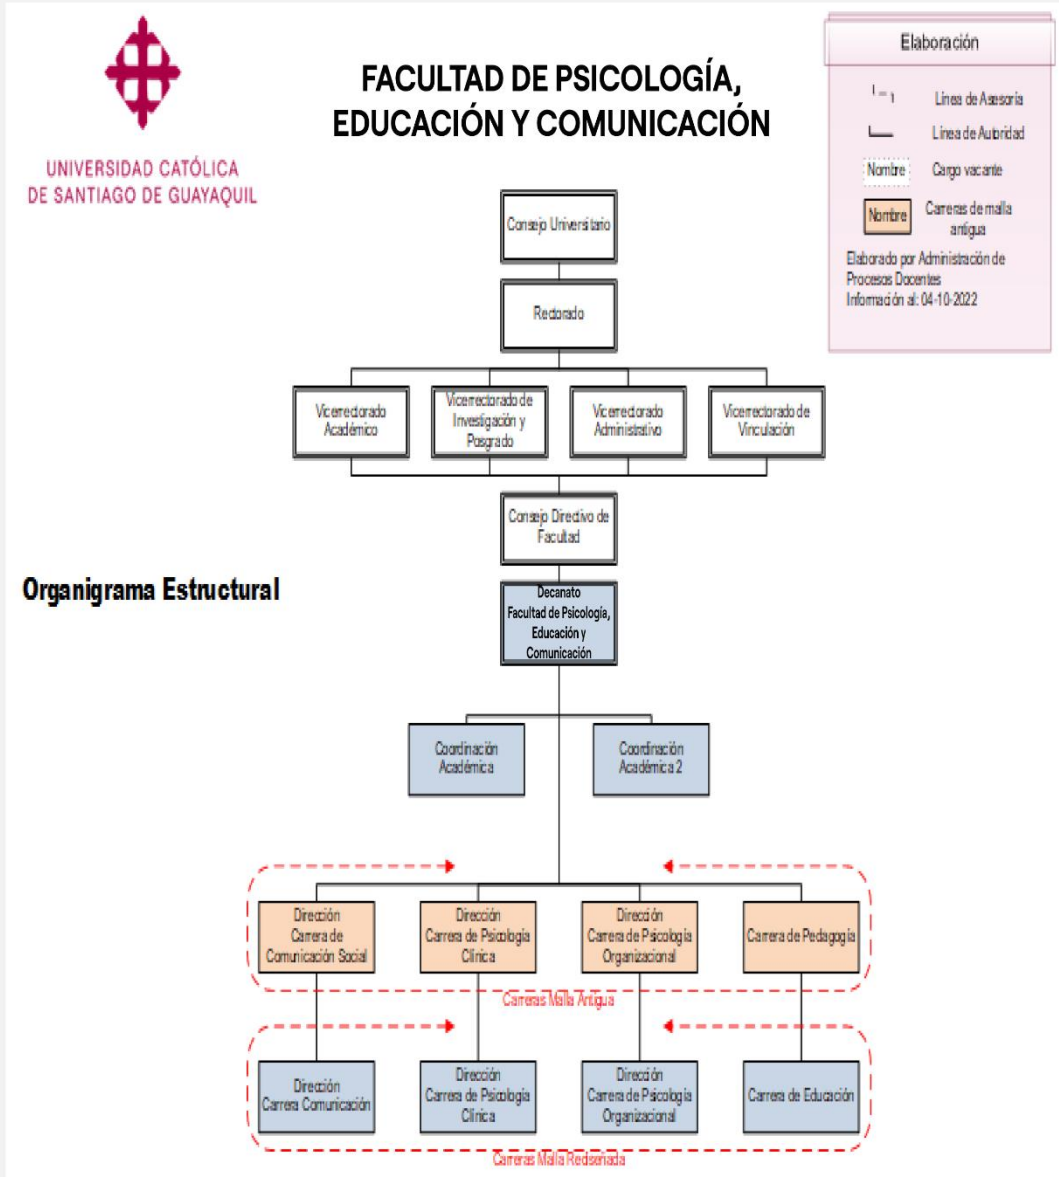 UNIVERSIDAD CATÓLICA
DE SANTIAGO DE GUAYAQUIL
FACULTAD DE PSICOLOGÍA,
EDUCACIÓN Y COMUNICACIÓN
Elaboración
Línea de Asesoría
Línea de Autoridad
Nombre
Cargo vacante
Nombre
Carreras de malla
antigua
Elaborado por Administración de
Procesos Docentes
Información al: 04-10-2022
Consejo Universitario
Rectorado
Vicerrectorado
Académico
Vicerrectorado de
Investigación y
Posgrado
Vicerrectorado
Administrativo
Vicerrectorado de
Vinculación
Consejo Directivo de
Facultad
Organigrama Estructural
Decanato
Facultad de Psicología,
Educación y
Comunicación
Coordinación
Académica
Coordinación
Académica 2
Dirección
Carrera de
Comunicación Social
Dirección
Carrera de Psicología
Clínica
Dirección
Carrera de Psicología
Organizacional
Carrera de Pedagogía
Carreras Malla Antigua
Dirección
Carrera Comunicación
Dirección
Carrera de Psicología
Clínica
Dirección
Carrera de Psicología
Organizacional
Carrera de Educación
Carreras Malla Rediseñada